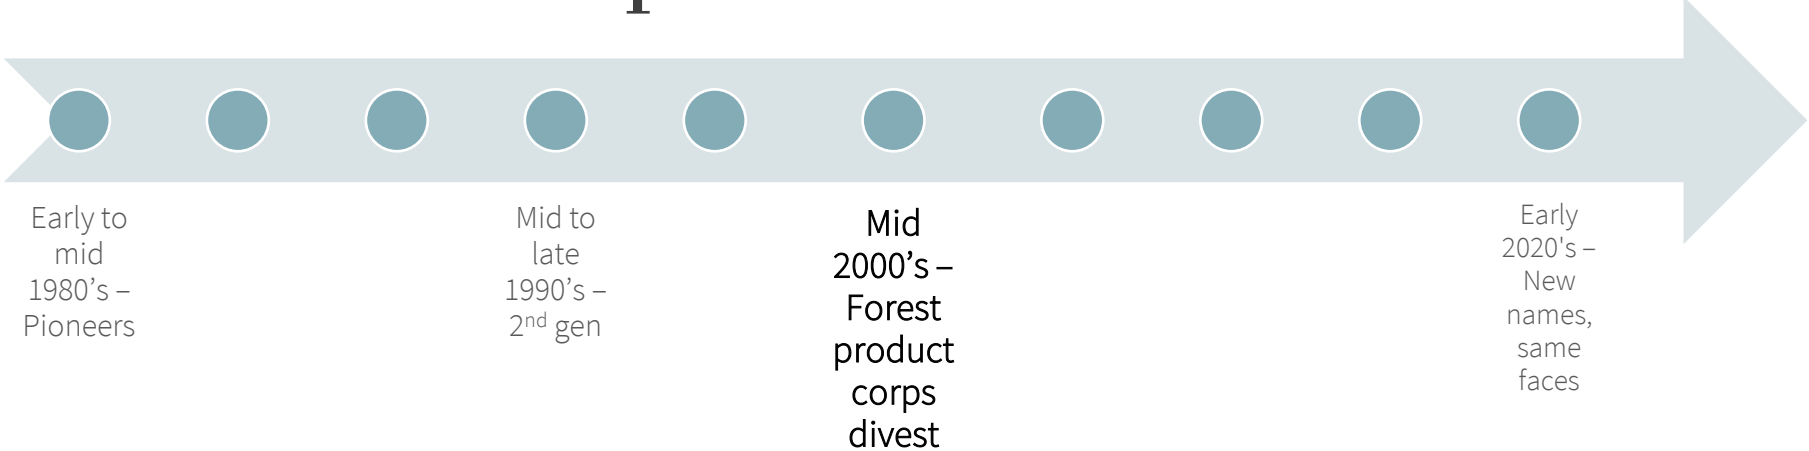 Early to
mid
1980’s –
Pioneers
Mid to
late
1990’s –
2nd gen
Mid
2000’s –
Forest
product
corps
divest
Early
2020's –
New
names,
same
faces